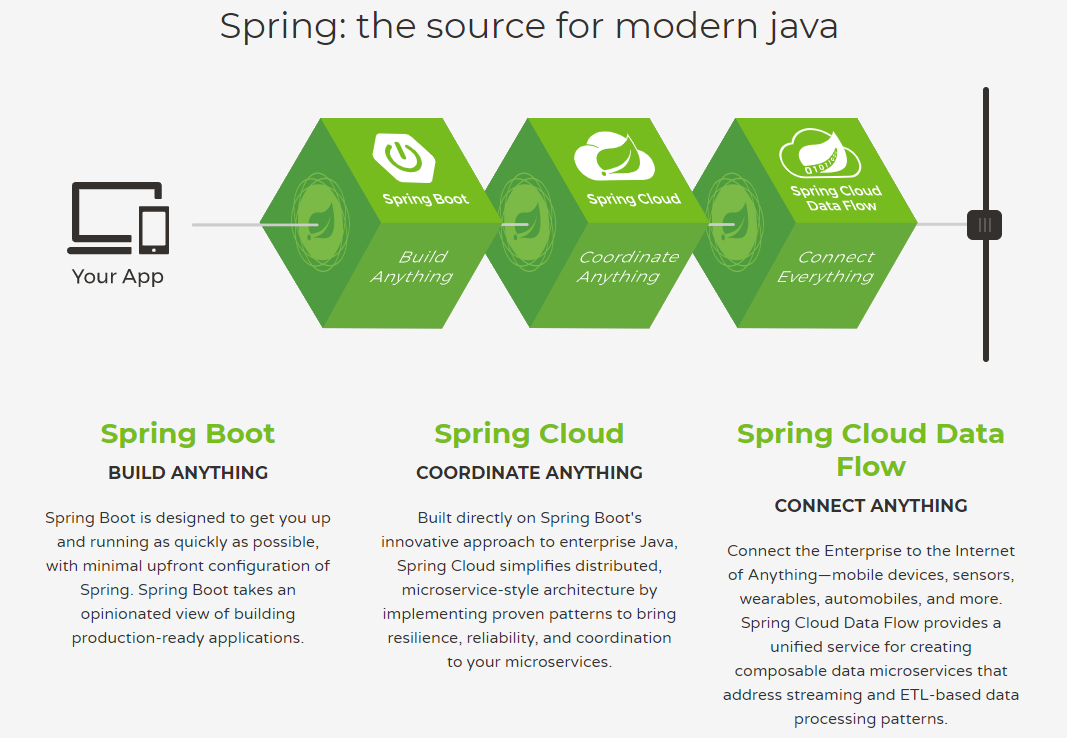 Spring: the source for modern java
Your App
Spring Boot
Build
Anything
Spring Cloud
Coordinate
Anything
010110
Spring Cloud
Data Flow
Connect
Everything
Spring Boot
BUILD ANYTHING
Spring Boot is designed to get you up
and running as quickly as possible,
with minimal upfront configuration of
Spring. Spring Boot takes an
opinionated view of building
production-ready applications.
Spring Cloud
COORDINATE ANYTHING
Built directly on Spring Boot's
innovative approach to enterprise Java,
Spring Cloud simplifies distributed,
microservice-style architecture by
implementing proven patterns to bring
resilience, reliability, and coordination
to your microservices.
Spring Cloud Data
Flow
CONNECT ANYTHING
Connect the Enterprise to the Internet
of Anything—mobile devices, sensors,
wearables, automobiles, and more.
Spring Cloud Data Flow provides a
unified service for creating
composable data microservices that
address streaming and ETL-based data
processing patterns.